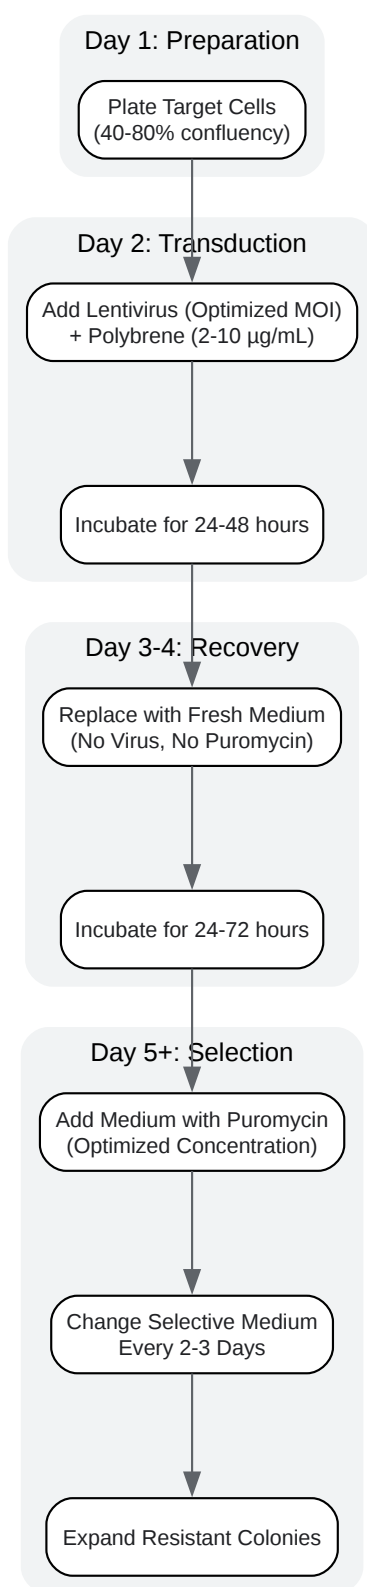 Day 1: Preparation
Plate Target Cells
(40-80% confluency)
Day 2: Transduction
Add Lentivirus (Optimized MOI)
+ Polybrene (2-10 µg/mL)
Incubate for 24-48 hours
Day 3-4: Recovery
Replace with Fresh Medium
(No Virus, No Puromycin)
Incubate for 24-72 hours
Day 5+: Selection
Add Medium with Puromycin
(Optimized Concentration)
Change Selective Medium
Every 2-3 Days
Expand Resistant Colonies